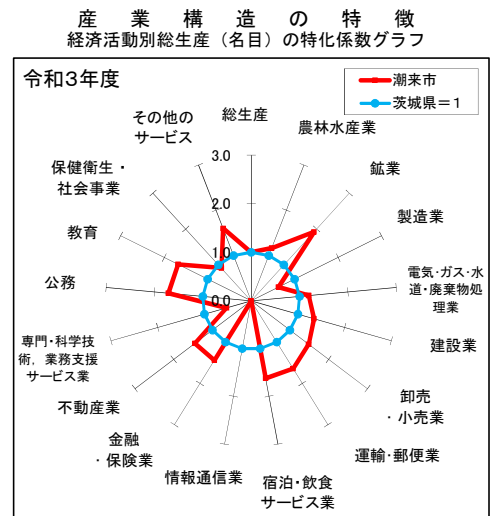 産業構造の特徴
経済活動別総生産（名目）の特化係数グラフ
令和3年度
潮来市
茨城県＝1
総生産
農林水産業
鉱業
製造業
電気・ガス・水
道・廃棄物処
理業
建設業
卸売
・小売業
運輸・郵便業
宿泊・飲食
サービス業
情報通信業
金融
・保険業
不動産業
専門・科学技
術，業務支援
サービス業
公務
教育
保健衛生・
社会事業
その他の
サービス
3.0
2.0
1.0
0.0